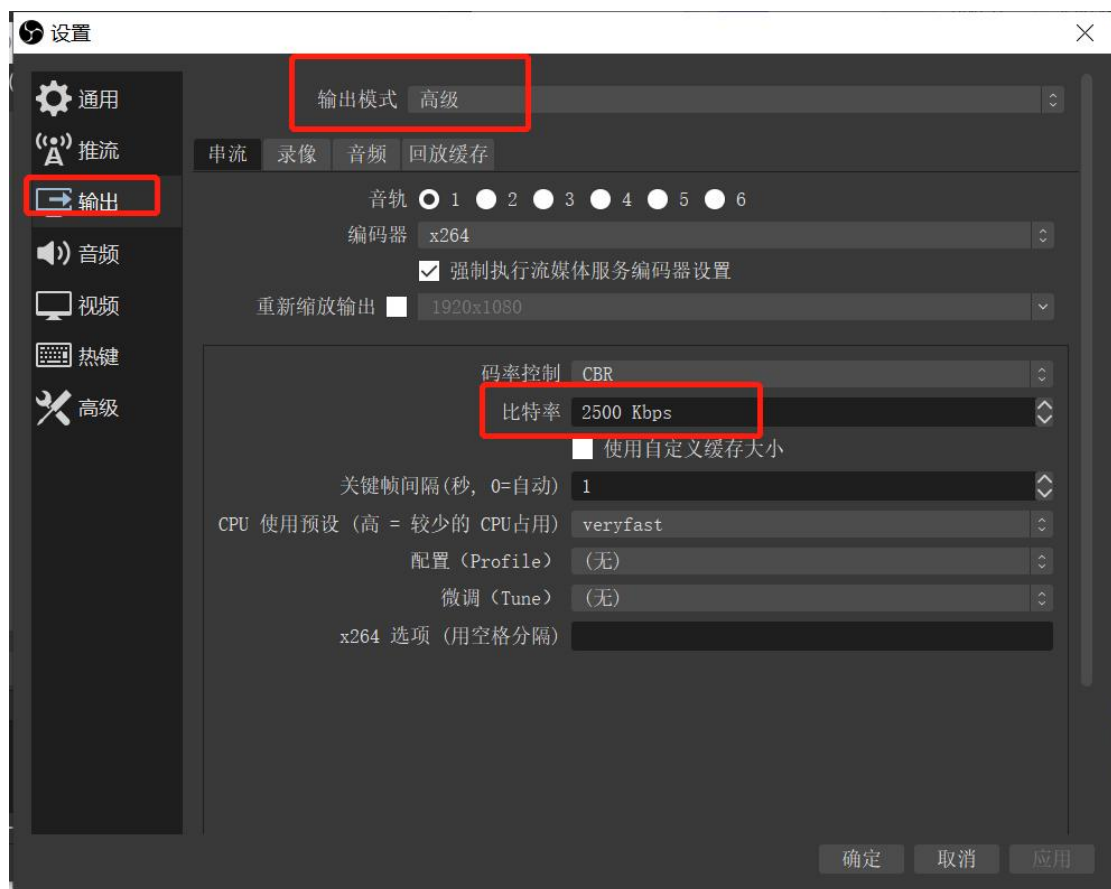 设置
通用
推流
输出
音频
视频
热键
高级
输出模式 高级
串流 录像 音频 回放缓存
音轨 1 2 3 4 5 6
编码器 x264
强制执行流媒体服务编码器设置
重新缩放输出 1920x1080
码率控制 CBR
比特率 2500 Kbps
使用自定义缓存大小
关键帧间隔(秒, 0=自动) 1
CPU 使用预设 (高 = 较少的 CPU占用) veryfast
配置（Profile） (无)
微调（Tune） (无)
x264 选项 (用空格分隔)
确定 取消 应用